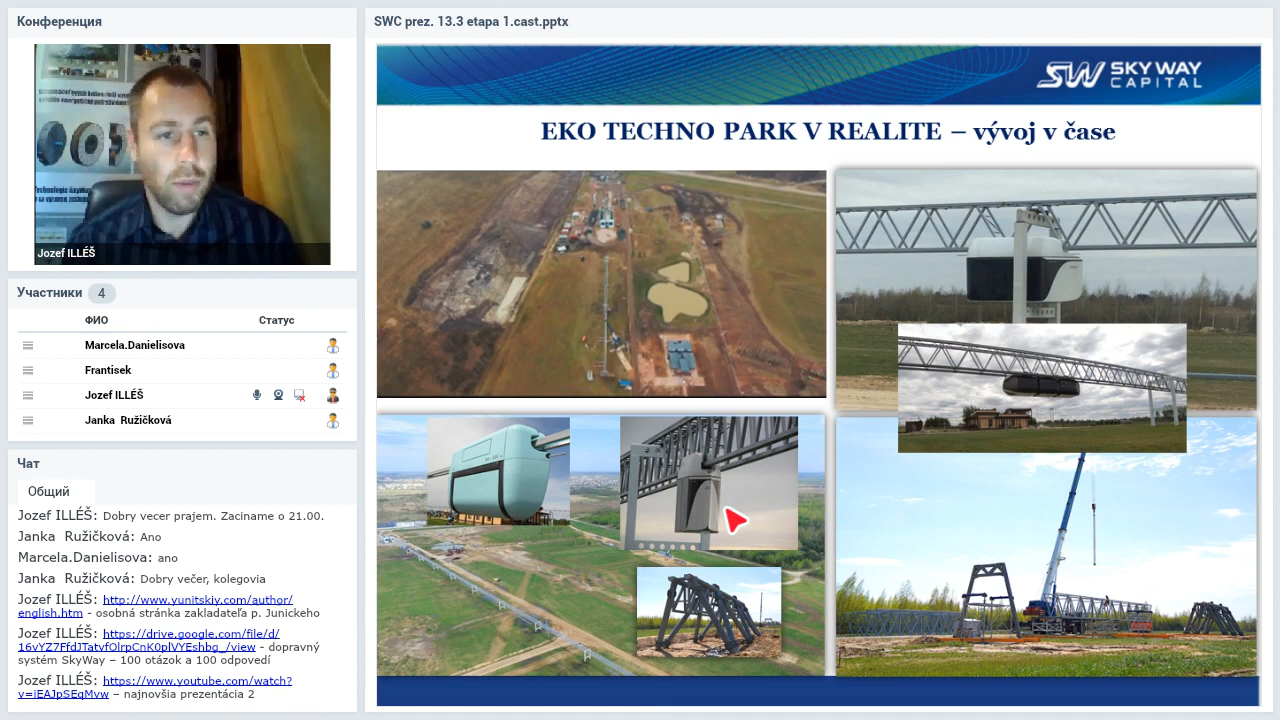 Конференция
Jozef ILLÉŠ
Участники 4
ФИО Статус
Marcela.Danielisova
Frantisek
Jozef ILLÉŠ
Janka Ružičková
Чат
Общий
Jozef ILLÉŠ: Dobry vecer prajem. Zaciname o 21.00.
Janka Ružičková: Ano
Marcela.Danielisova: ano
Janka Ružičková: Dobry večer, kolegovia
Jozef ILLÉŠ: http://www.yunitskiy.com/author/
english.htm - osobná stránka zakladateľa p. Junickeho
Jozef ILLÉŠ: https://drive.google.com/file/d/
16vYZ7FfdJTatvfOlrpCnK0plVYEshbg_/view - dopravný
systém SkyWay – 100 otázok a 100 odpovedí
Jozef ILLÉŠ: https://www.youtube.com/watch?
v=iEAJpSEqMvw – najnovšia prezentácia 2
SWC prez. 13.3 etapa 1.cast.pptx
SW SKY WAY
CAPITAL
EKO TECHNO PARK V REALITE – vývoj v čase